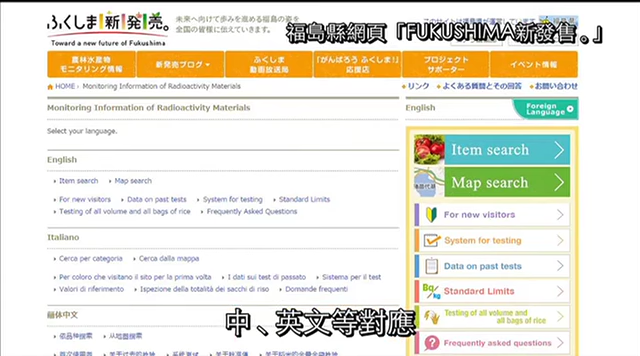 ふくしま新発売。
未来へ向けて歩みを進める福島の姿を
全国の皆様に伝えていきます。
Toward a new future of Fukushima
福島縣網頁「FUKUSHIMA新發售。」
農林水産物
モニタリング情報
新発売ブログ
ふくしま
動画放送局
「がんばろう ふくしま!」
応援店
プロジェクト
サポーター
イベント情報
HOME › Monitoring Information of Radioactivity Materials
リンク
よくある質問とその回答
お問い合わせ
Monitoring Information of Radioactivity Materials
English
Foreign
Language
Select your language.
English
Item search
Map search
For new visitors
Data on past tests
System for testing
Standard Limits
Testing of all volume and all bags of rice
Frequently Asked Questions
Italiano
Cerca per categoria
Cerca dalla mappa
Per coloro che visitano il sito per la prima volta
I dati sui test di passato
Sistema per il test
Valori di riferimento
Ispezione della totalità dei sacchi di riso
Domande frequenti
Item search
Map search
For new visitors
System for testing
Data on past tests
Bq/kg
Standard Limits
Testing of all volume and
all bags of rice
Frequently asked questions
中、英文等對應